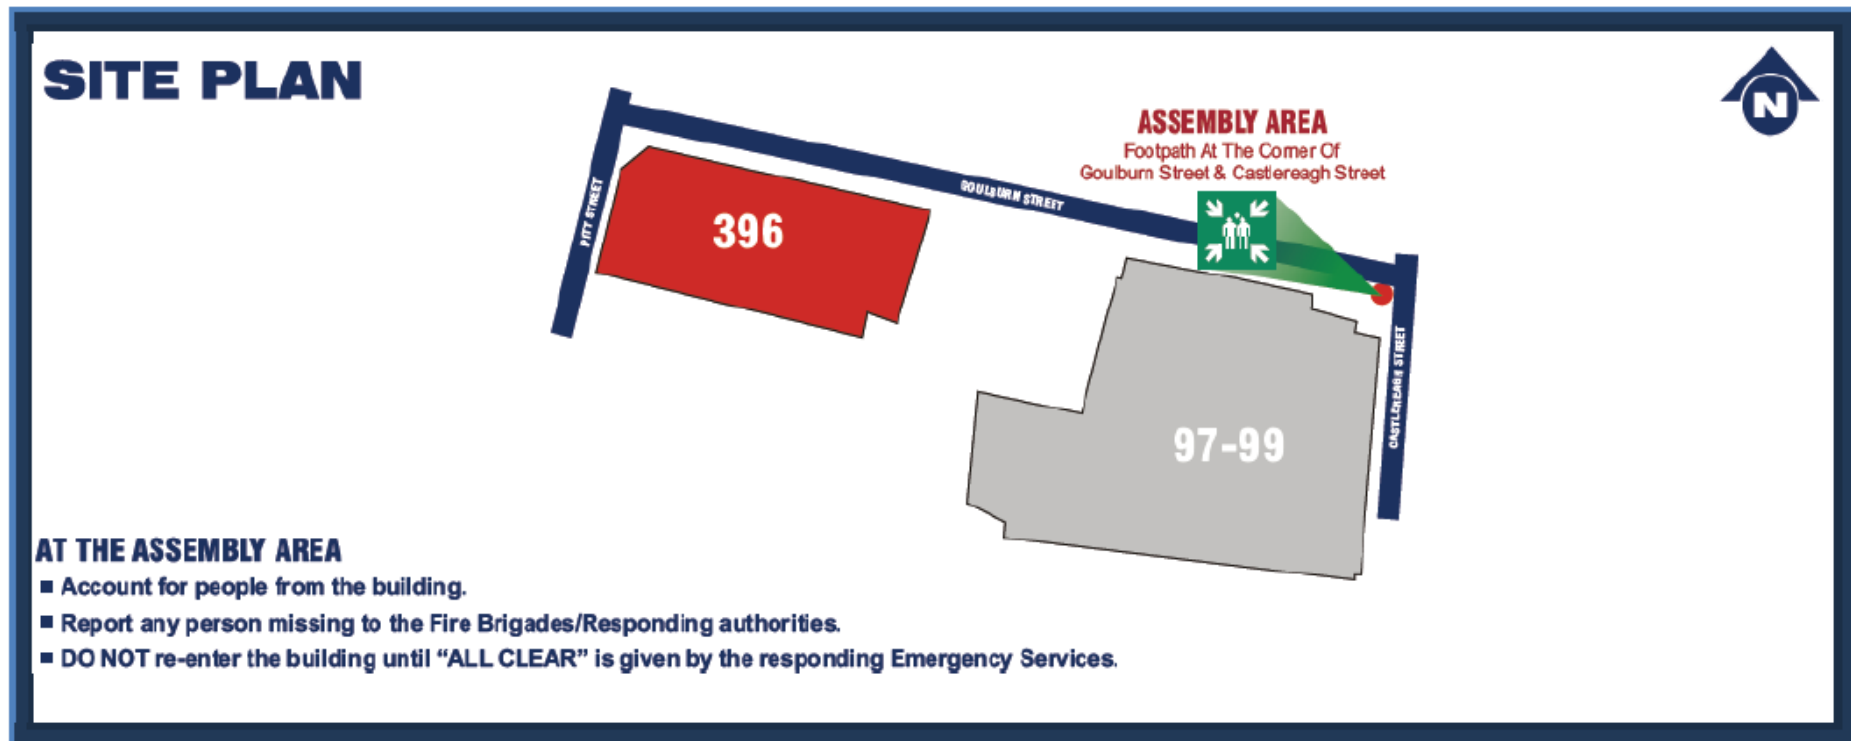 SITE PLAN
N
ASSEMBLY AREA
Footpath At The Corner Of
Goulburn Street & Castlereagh Street
PITT STREET
GOULBURN STREET
396
97-99
CASTLEREAGH STREET
AT THE ASSEMBLY AREA
Account for people from the building.
Report any person missing to the Fire Brigades/Responding authorities.
DO NOT re-enter the building until “ALL CLEAR” is given by the responding Emergency Services.